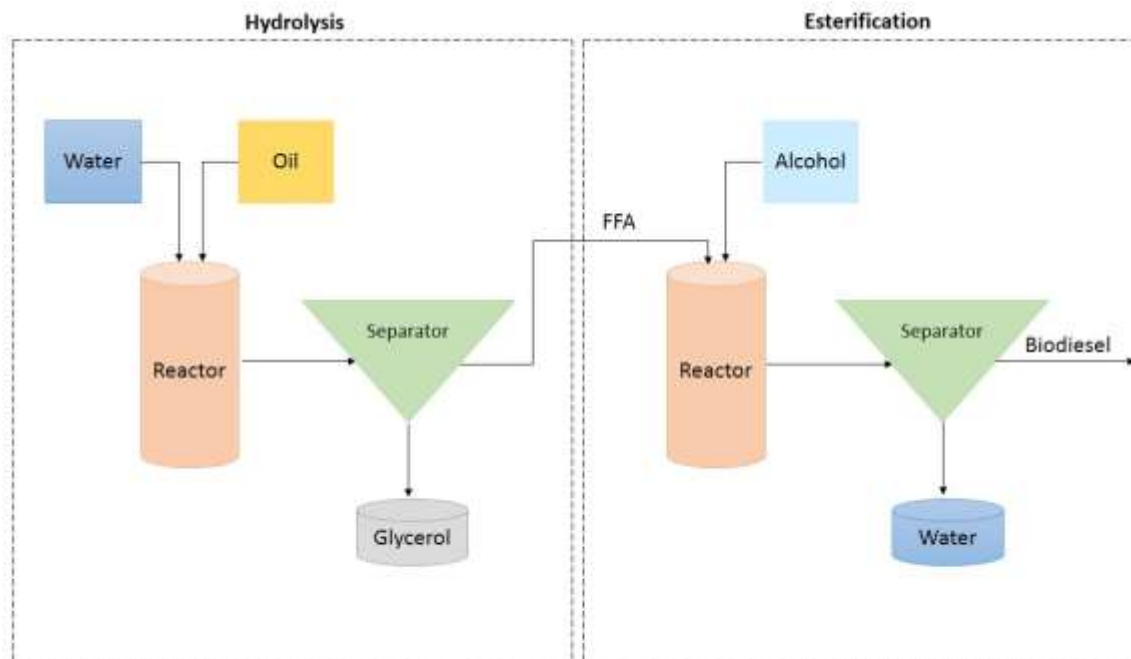 Hydrolysis
Esterification
Water
Oil
Alcohol
FFA
Reactor
Separator
Glycerol
Reactor
Separator
Biodiesel
Water